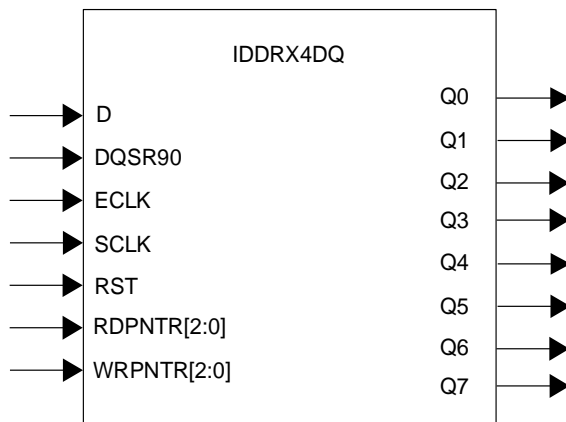 IDDRX4DQ
D
DQSR90
ECLK
SCLK
RST
RDPNTR[2:0]
WRPNTR[2:0]
Q0
Q1
Q2
Q3
Q4
Q5
Q6
Q7